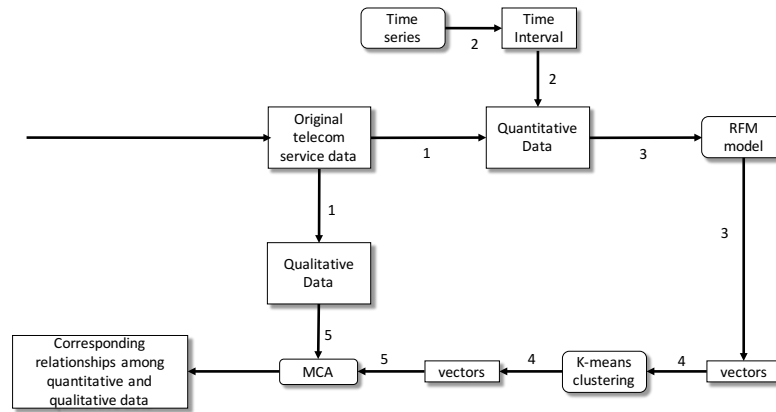 Time
series
2
Time
Interval
2
Original
telecom
service data
1
Quantitative
Data
3
RFM
model
1
3
Qualitative
Data
5
Corresponding
relationships among
quantitative and
qualitative data
MCA
5
vectors
4
K-means
clustering
4
vectors